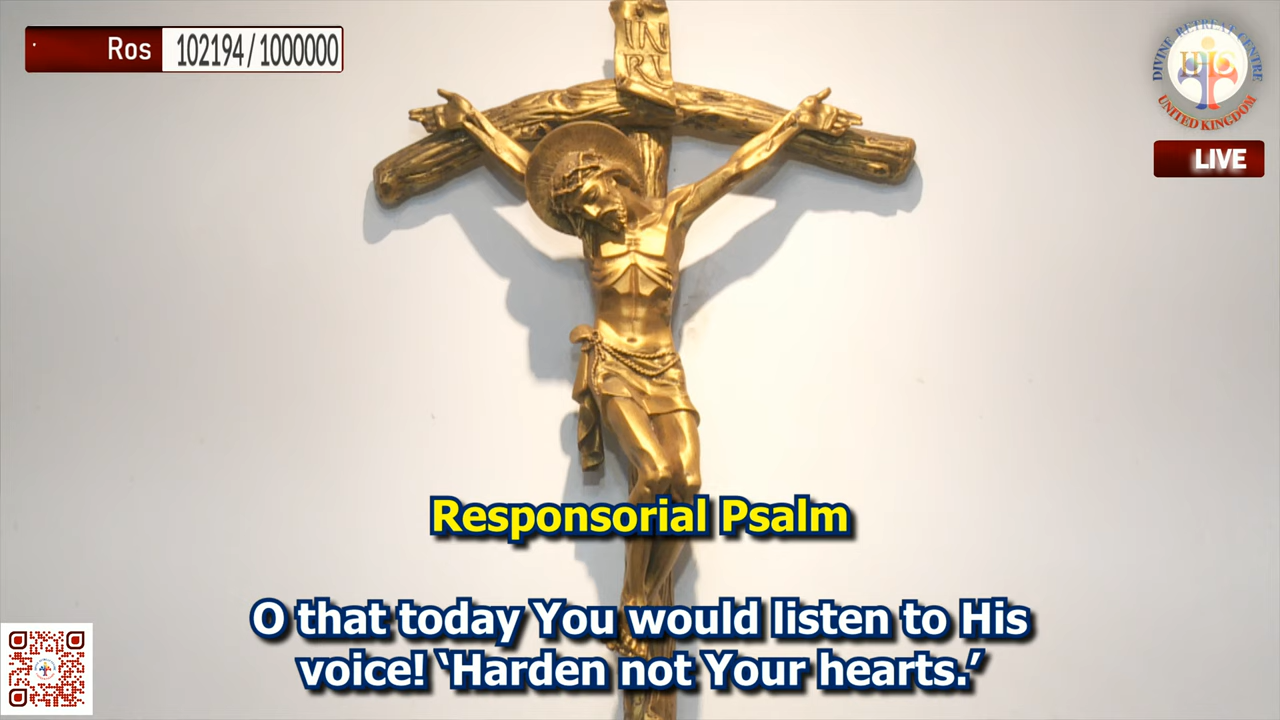 Ros 102194/1000000
INRI
DIVINE RETREAT CENTRE
UNITED KINGDOM
LIVE
Responsorial Psalm
O that today You would listen to His
voice! ‘Harden not Your hearts.’